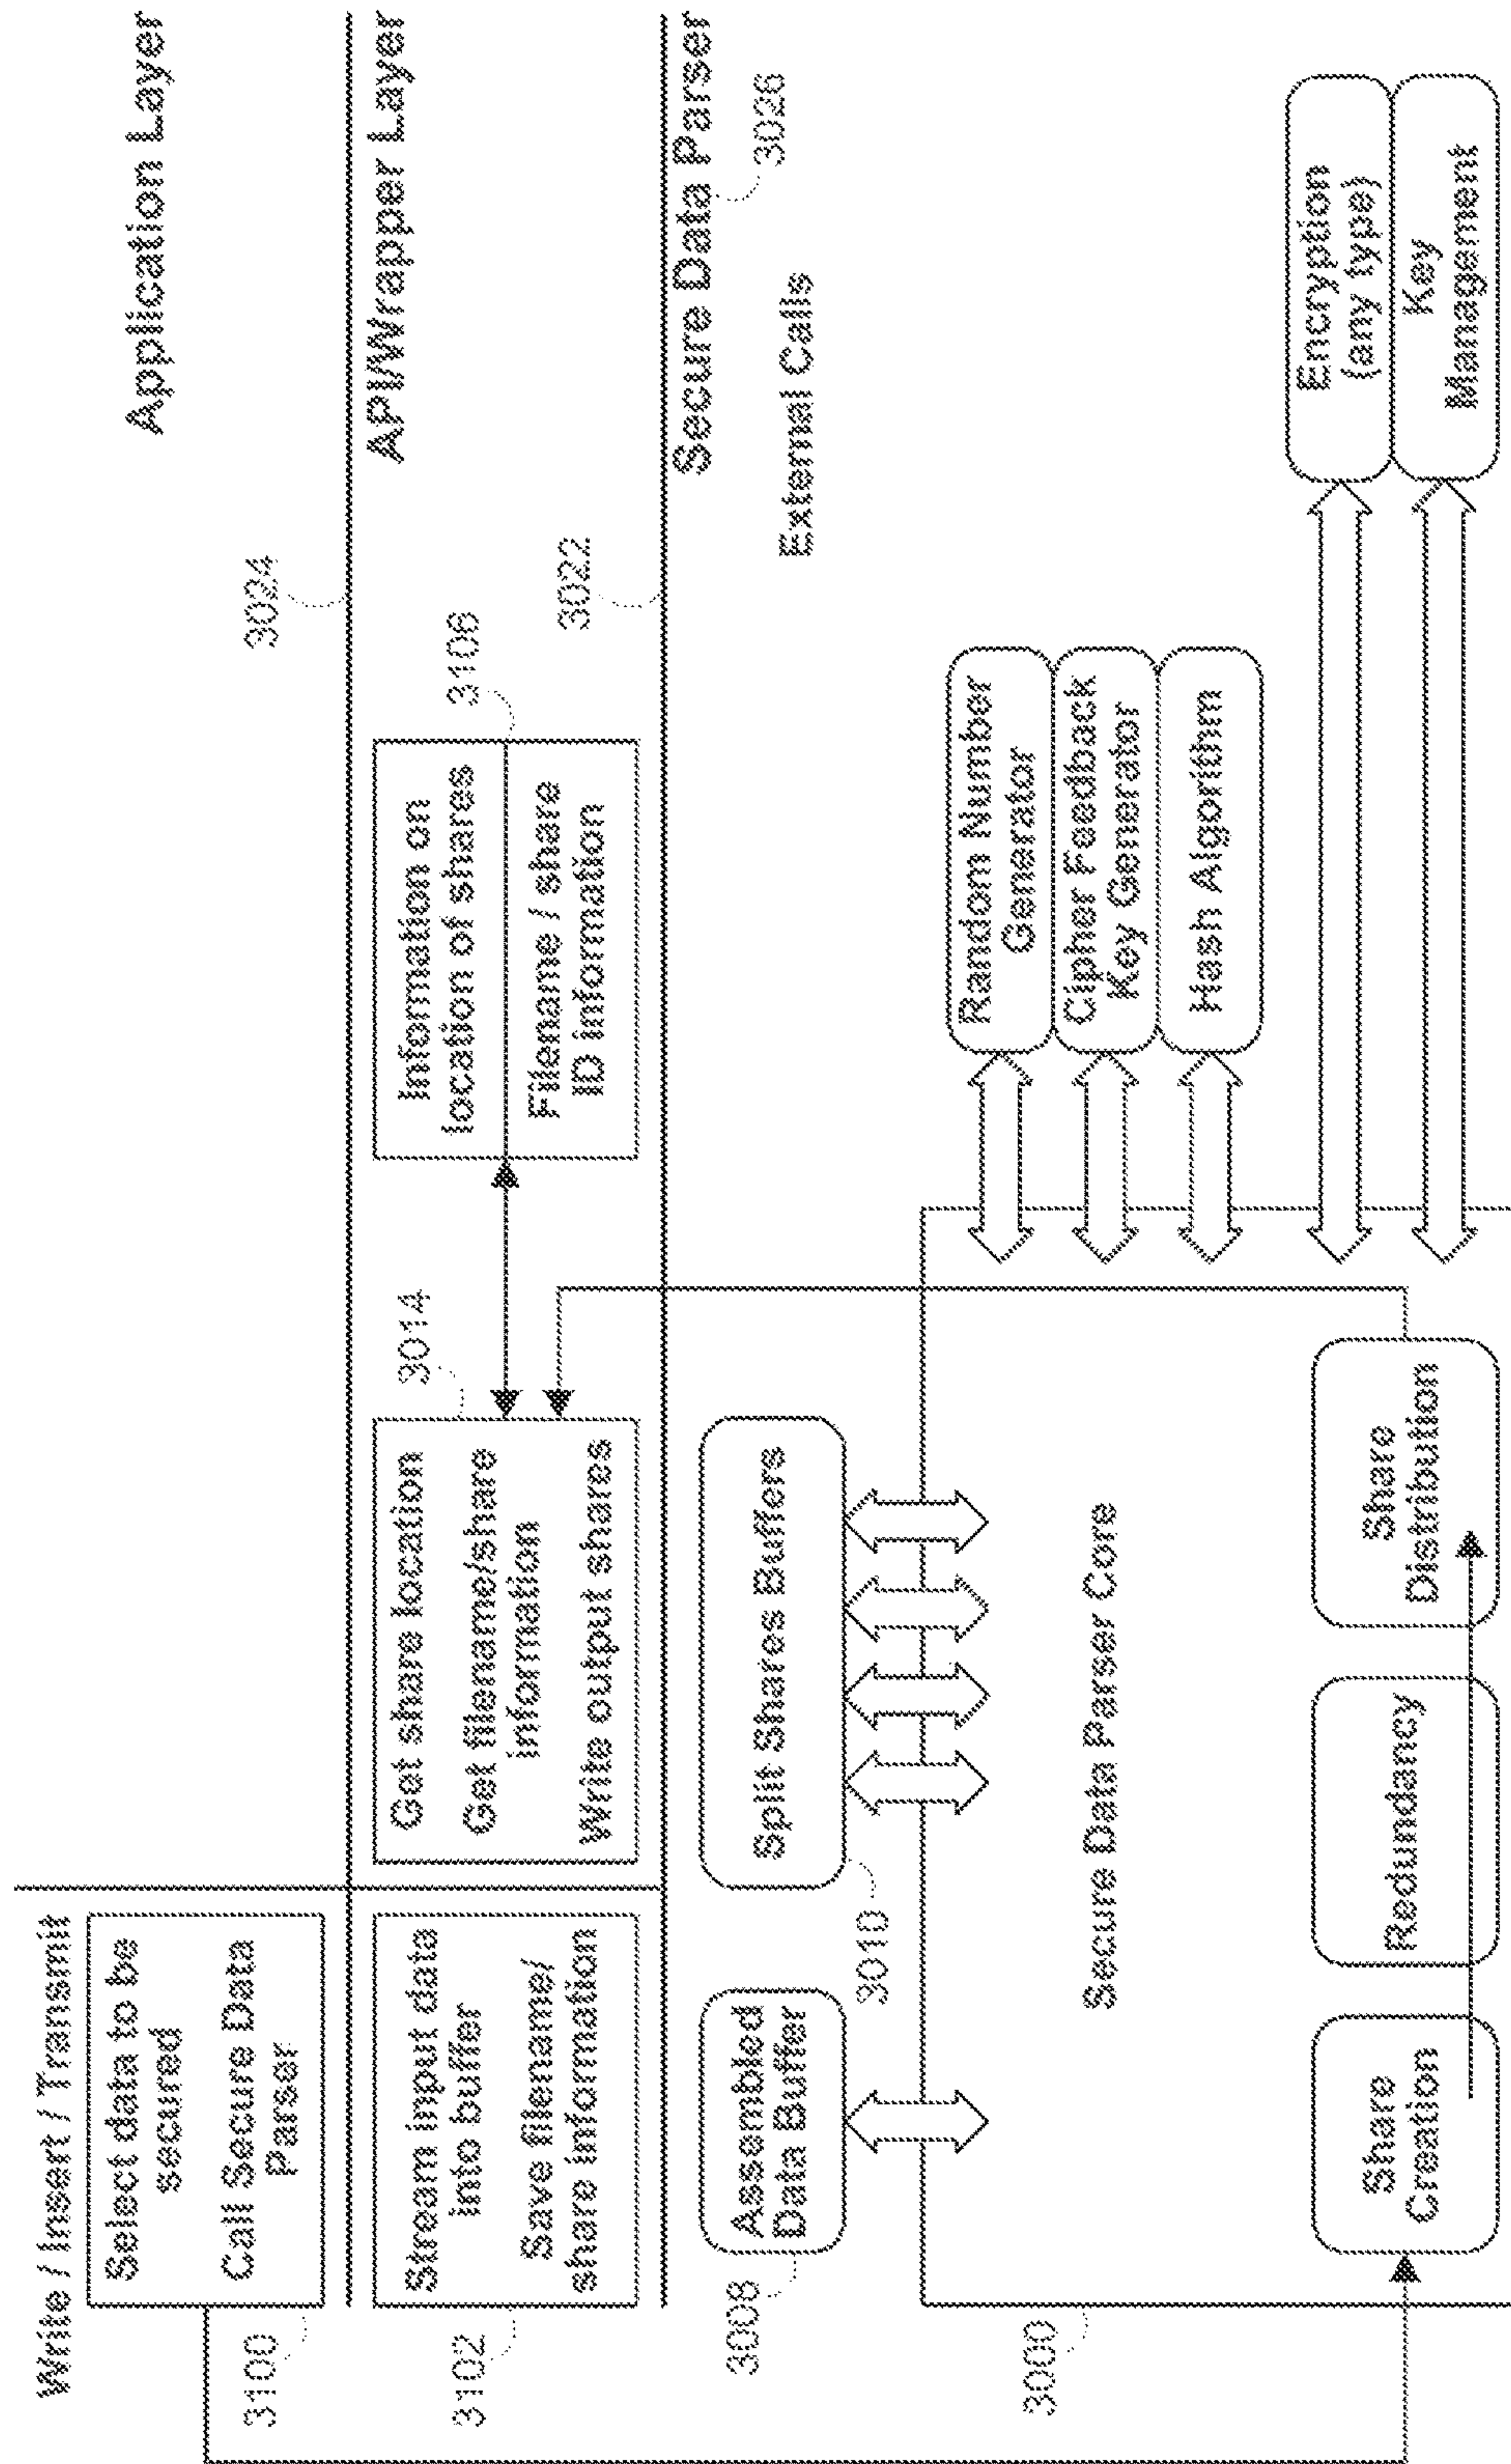 Write / Insert / Transmit
Application Layer
Select data to be
secured
Call Secure Data
Parser
3100
3024
API/Wrapper Layer
Stream input data
into buffer
Save filename/
share information
3102
Get share location
Get filename/share
information
Write output shares
3014
Information on
location of shares
Filename / share
ID information
3106
3022
Secure Data Parser
3026
External Calls
Assembled
Data Buffer
3008
Split Shares Buffers
3010
3000
Secure Data Parser Core
Random Number
Generator
Cipher Feedback
Key Generator
Hash Algorithm
Encryption
(any type)
Key
Management
Share
Creation
Redundancy
Share
Distribution